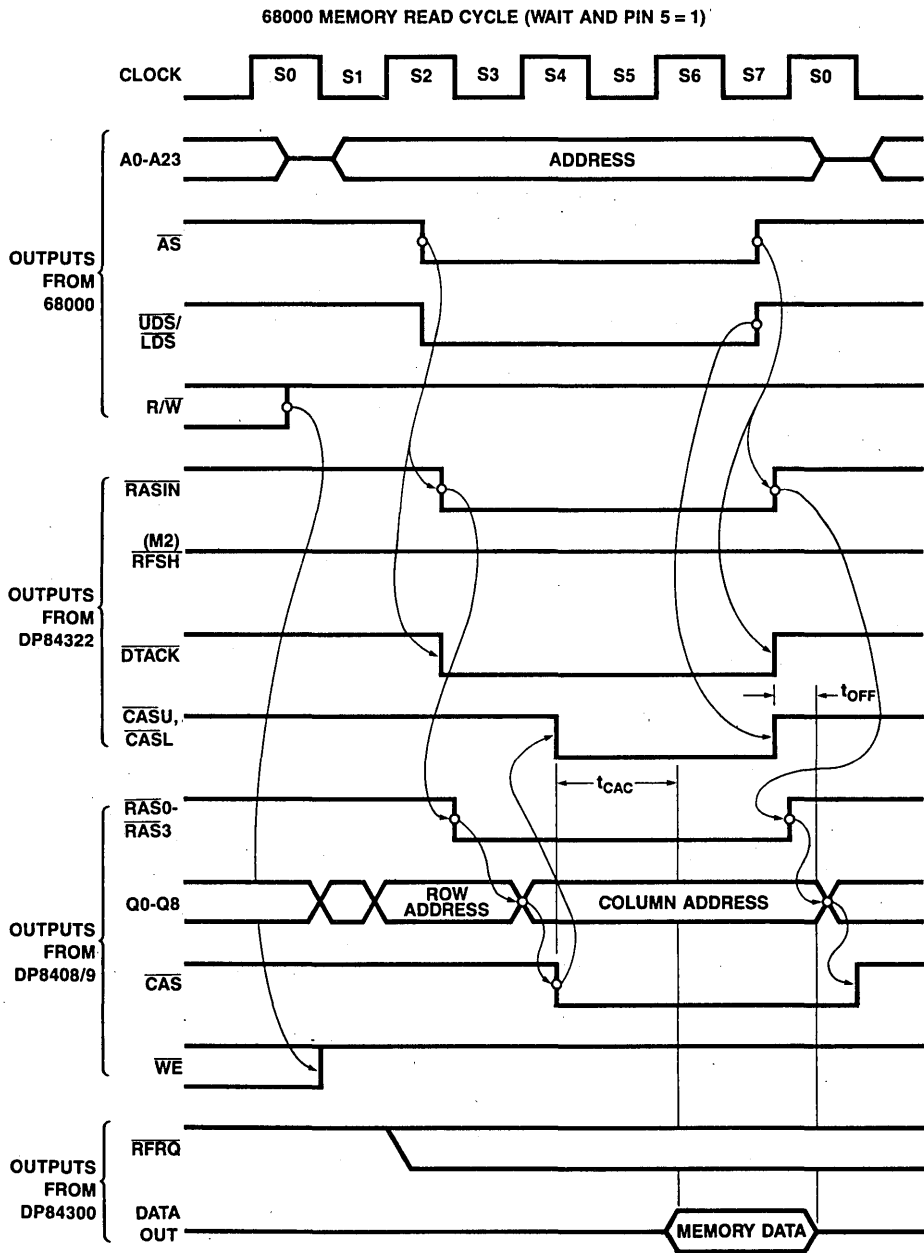 68000 MEMORY READ CYCLE (WAIT AND PIN 5 = 1)
CLOCK
S0 S1 S2 S3 S4 S5 S6 S7 S0
OUTPUTS
FROM
68000
A0-A23
ADDRESS
AS
UDS/
LDS
R/W
OUTPUTS
FROM
DP84322
RASIN
(M2)
RFSH
DTACK
tOFF
CASU,
CASL
tCAC
OUTPUTS
FROM
DP8408/9
RAS0-
RAS3
Q0-Q8
ROW
ADDRESS
COLUMN ADDRESS
CAS
WE
OUTPUTS
FROM
DP84300
RFRQ
DATA
OUT
MEMORY DATA